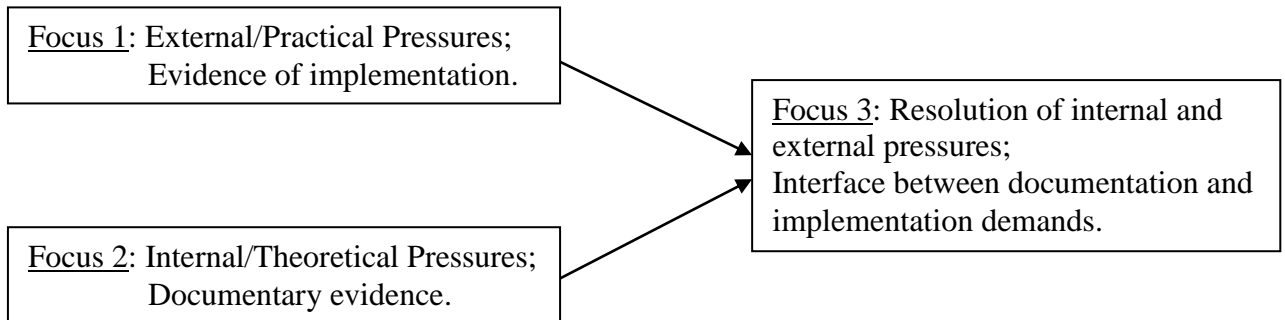 Focus 1: External/Practical Pressures;
Evidence of implementation.
Focus 2: Internal/Theoretical Pressures;
Documentary evidence.
Focus 3: Resolution of internal and
external pressures;
Interface between documentation and
implementation demands.